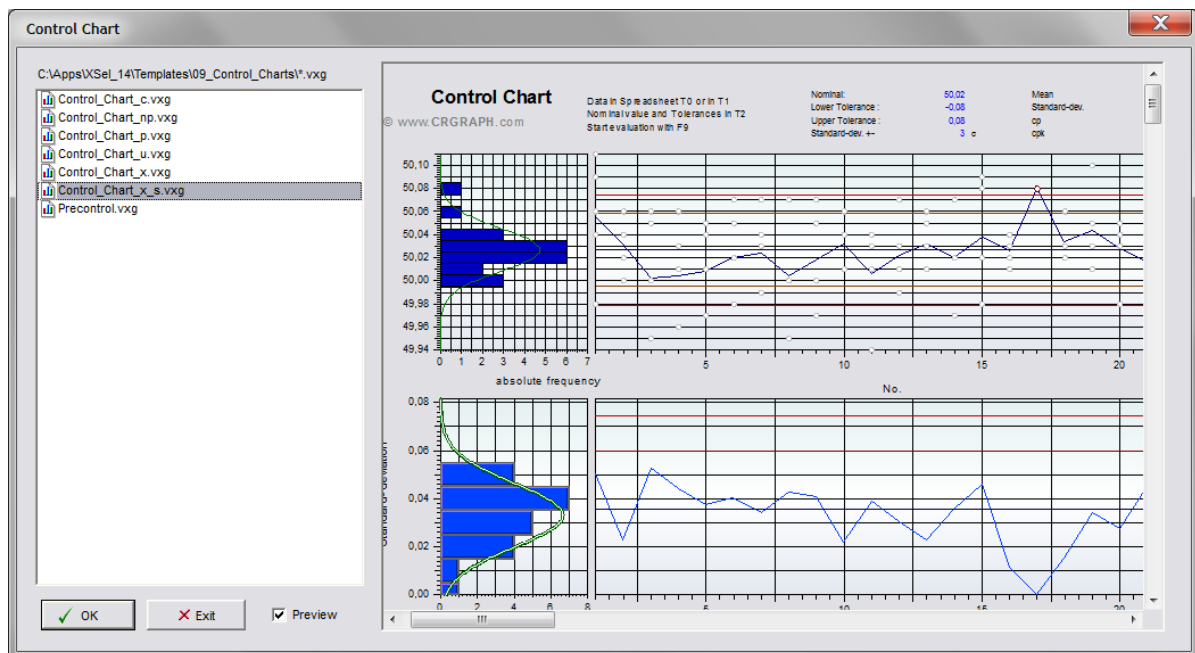 Control Chart
X
C:\Apps\XSel_14\Templates\09_Control_Charts\*.vxg
Control_Chart_c.vxg
Control_Chart_np.vxg
Control_Chart_p.vxg
Control_Chart_u.vxg
Control_Chart_x.vxg
Control_Chart_x_s.vxg
Precontrol.vxg
OK
Exit
Preview
Control Chart
© www.CRGRAPH.com
Data in Spreadsheet T0 or in T1
Nominal value and Tolerances in T2
Start evaluation with F9
Nominal: 50,02 Mean
Lower Tolerance : -0,08 Standard-dev.
Upper Tolerance : 0,08 cp
Standard-dev. +- 3 σ cpk
50,10
50,08
50,06
50,04
50,02
50,00
49,98
49,96
49,94
0 1 2 3 4 5 6 7
absolute frequency
5 10 15 20
No.
0,08
0,06
0,04
0,02
0,00
Standard-deviation
0 2 4 6 8
5 10 15 20